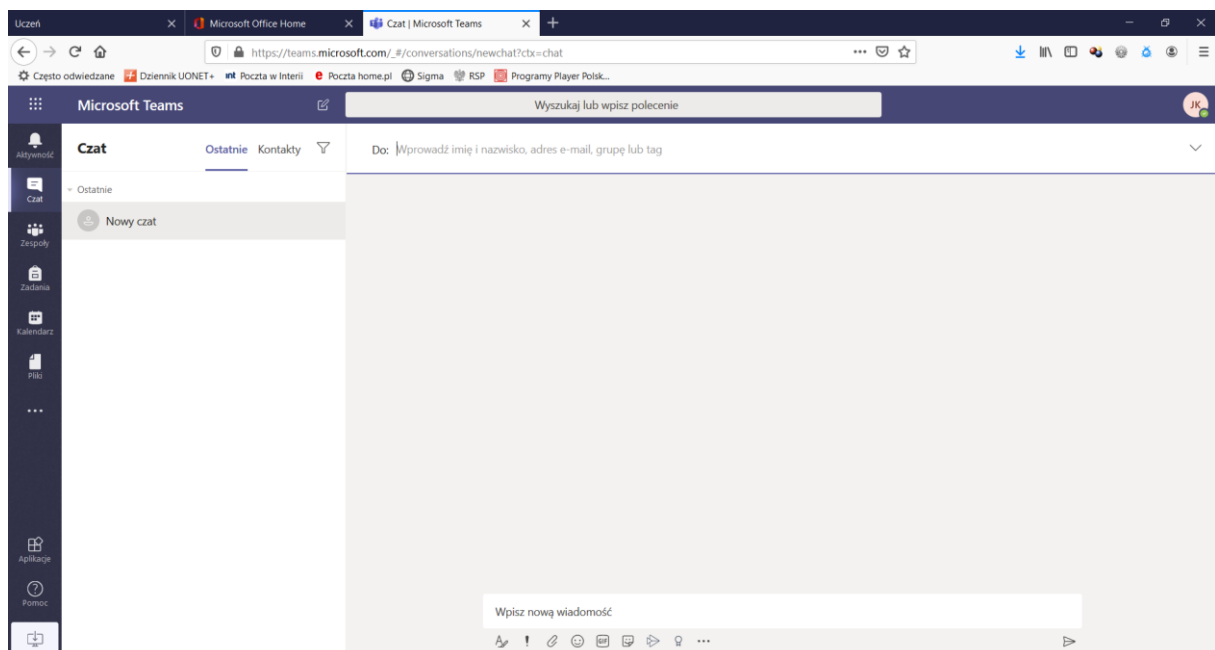 Uczeń
Microsoft Office Home
Czat | Microsoft Teams
https://teams.microsoft.com/_#/conversations/newchat?ctx=chat
Często odwiedzane
Dziennik UONET+
int Poczta w Interii
Poczta home.pl
Sigma
RSP
Programy Player Polsk...
Microsoft Teams
Wyszukaj lub wpisz polecenie
JK
Aktywność
Czat
Zespoły
Zadania
Kalendarz
Pliki
Aplikacje
Pomoc
Czat
Ostatnie
Kontakty
Ostatnie
Nowy czat
Do: Wprowadź imię i nazwisko, adres e-mail, grupę lub tag
Wpisz nową wiadomość
GIF